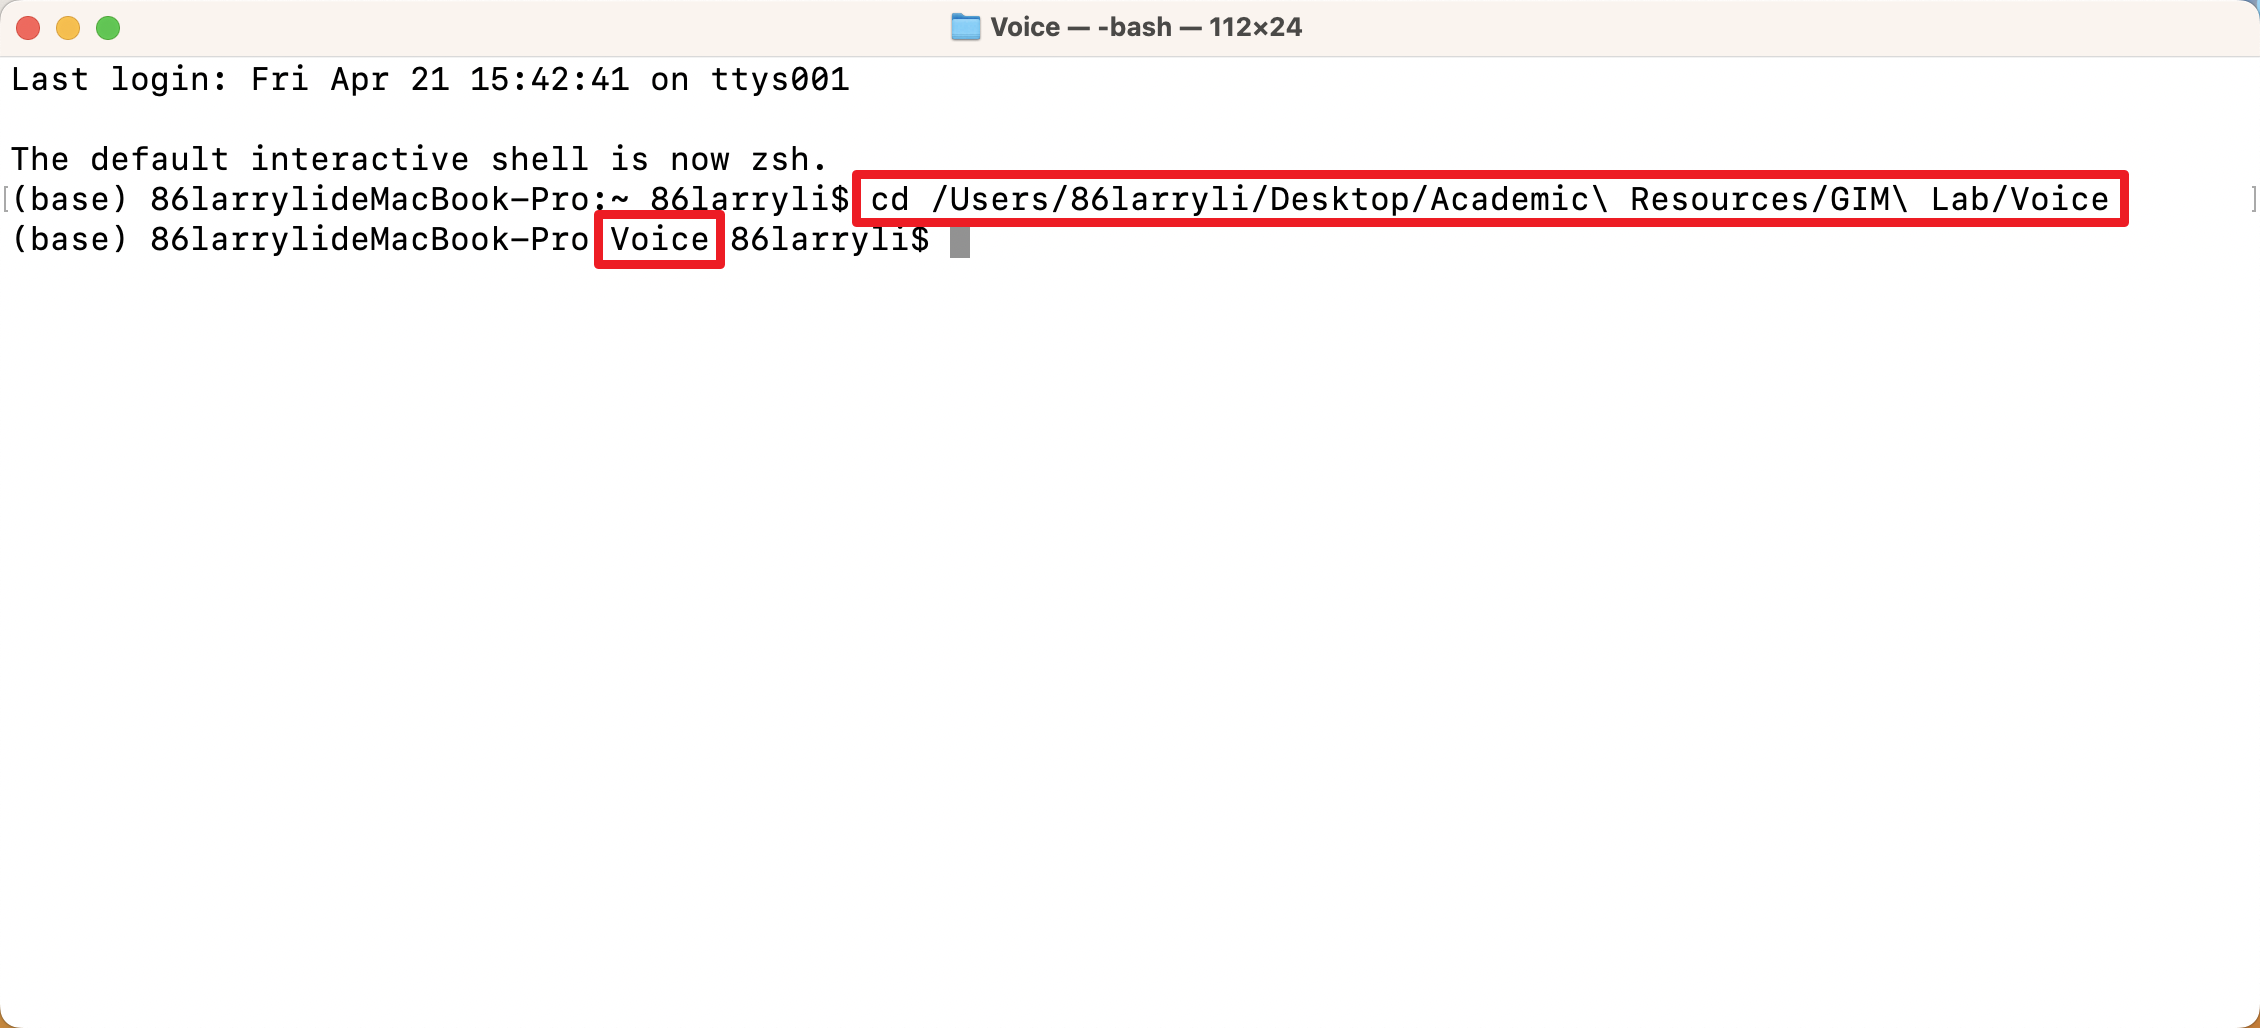 Voice — -bash — 112×24
Last login: Fri Apr 21 15:42:41 on ttys001
The default interactive shell is now zsh.
[(base) 86larrylideMacBook-Pro:~ 86larryli$ cd /Users/86larryli/Desktop/Academic\ Resources/GIM\ Lab/Voice ]
(base) 86larrylideMacBook-Pro Voice 86larryli$